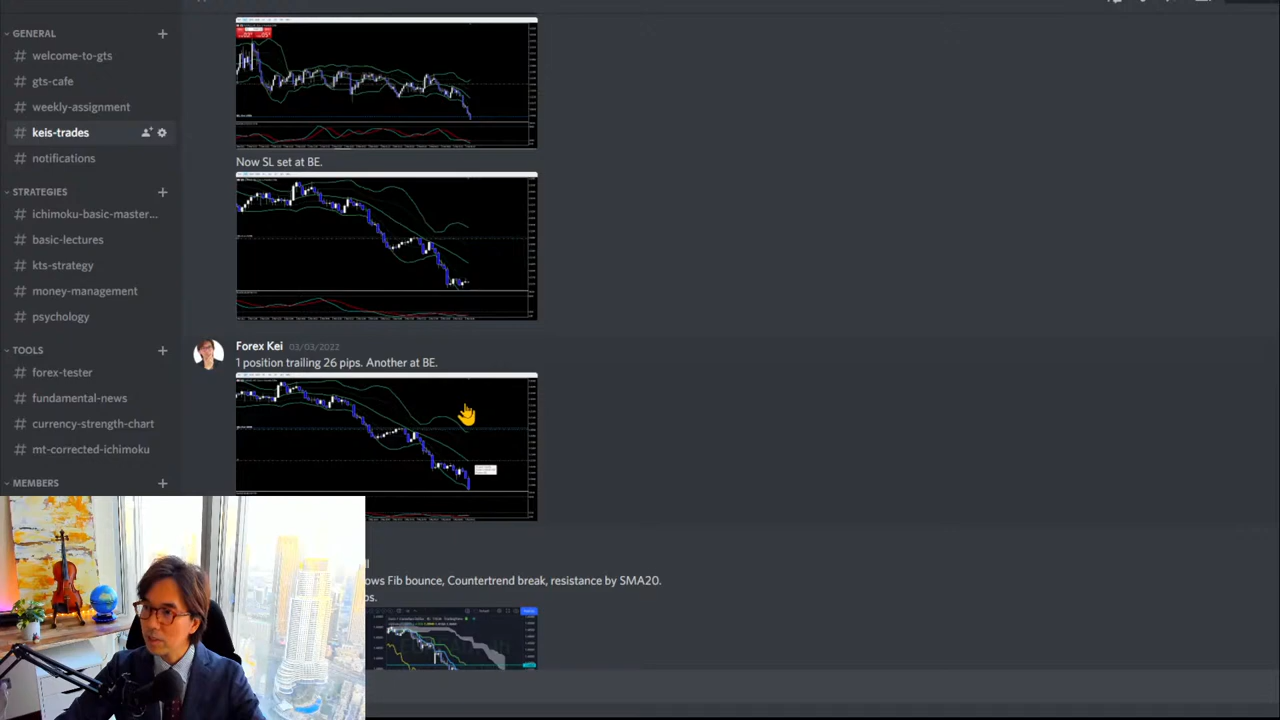 GENERAL
# welcome-to-gts
# gts-cafe
# weekly-assignment
# keis-trades
# notifications
STRATEGIES
# ichimoku-basic-master...
# basic-lectures
# kts-strategy
# money-management
# psychology
TOOLS
# forex-tester
# fundamental-news
# currency-strength-chart
# mt-corrected-ichimoku
MEMBERS
Now SL set at BE.
Forex Kei 03/03/2022
1 position trailing 26 pips. Another at BE.
Fib bounce, Countertrend break, resistance by SMA20.